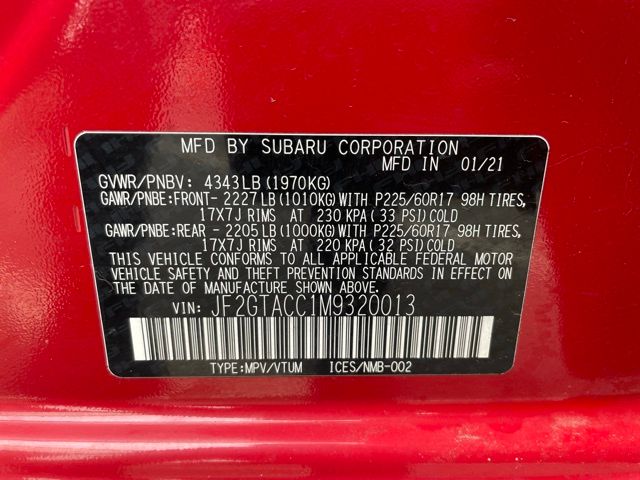 MFD BY SUBARU CORPORATION
MFD IN 01/21
GVWR/PNBV: 4343LB(1970KG)
GAWR/PNBE:FRONT- 2227LB(1010KG)WITH P225/60R17 98H TIRES,
17X7J RIMS AT 230 KPA( 33 PSI)COLD
GAWR/PNBE:REAR - 2205LB(1000KG)WITH P225/60R17 98H TIRES,
17X7J RIMS AT 220 KPA( 32 PSI)COLD
THIS VEHICLE CONFORMS TO ALL APPLICABLE FEDERAL MOTOR
VEHICLE SAFETY AND THEFT PREVENTION STANDARDS IN EFFECT ON
THE DATE OF MANUFACTURE SHOWN ABOVE.
VIN: JF2GTACC1M9320013
TYPE:MPV/VTUM ICES/NMB-002